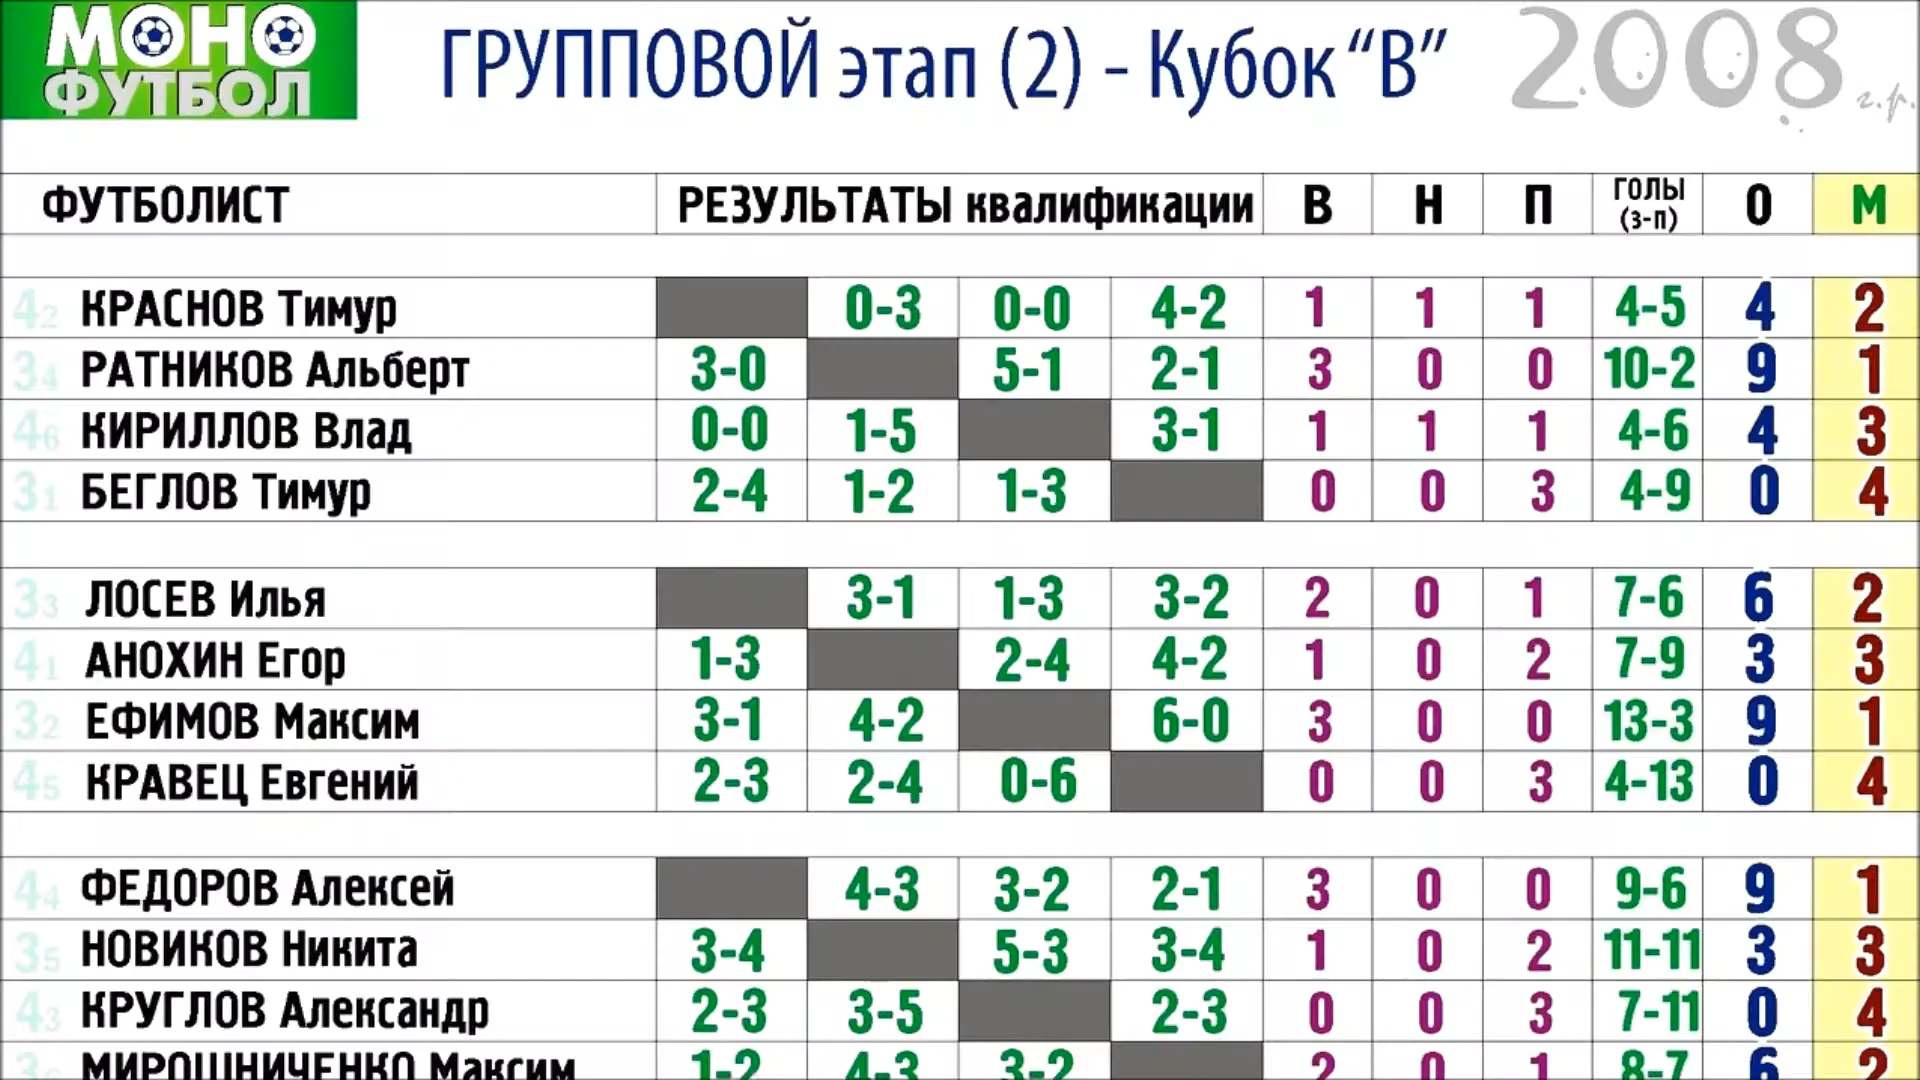 МОНО
ФУТБОЛ
ГРУППОВОЙ этап (2) - Кубок “В”
2008 г.р.
ФУТБОЛИСТ РЕЗУЛЬТАТЫ квалификации В Н П ГОЛЫ (з-п) О М
4₂ КРАСНОВ Тимур 0-3 0-0 4-2 1 1 1 4-5 4 2
3₄ РАТНИКОВ Альберт 3-0 5-1 2-1 3 0 0 10-2 9 1
4₆ КИРИЛЛОВ Влад 0-0 1-5 3-1 1 1 1 4-6 4 3
3₁ БЕГЛОВ Тимур 2-4 1-2 1-3 0 0 3 4-9 0 4
3₃ ЛОСЕВ Илья 3-1 1-3 3-2 2 0 1 7-6 6 2
4₁ АНОХИН Егор 1-3 2-4 4-2 1 0 2 7-9 3 3
3₂ ЕФИМОВ Максим 3-1 4-2 6-0 3 0 0 13-3 9 1
4₅ КРАВЕЦ Евгений 2-3 2-4 0-6 0 0 3 4-13 0 4
4₄ ФЕДОРОВ Алексей 4-3 3-2 2-1 3 0 0 9-6 9 1
3₅ НОВИКОВ Никита 3-4 5-3 3-4 1 0 2 11-11 3 3
4₃ КРУГЛОВ Александр 2-3 3-5 2-3 0 0 3 7-11 0 4
3₆ МИРОШНИЧЕНКО Максим 1-2 4-3 3-2 2 0 1 8-7 6 2